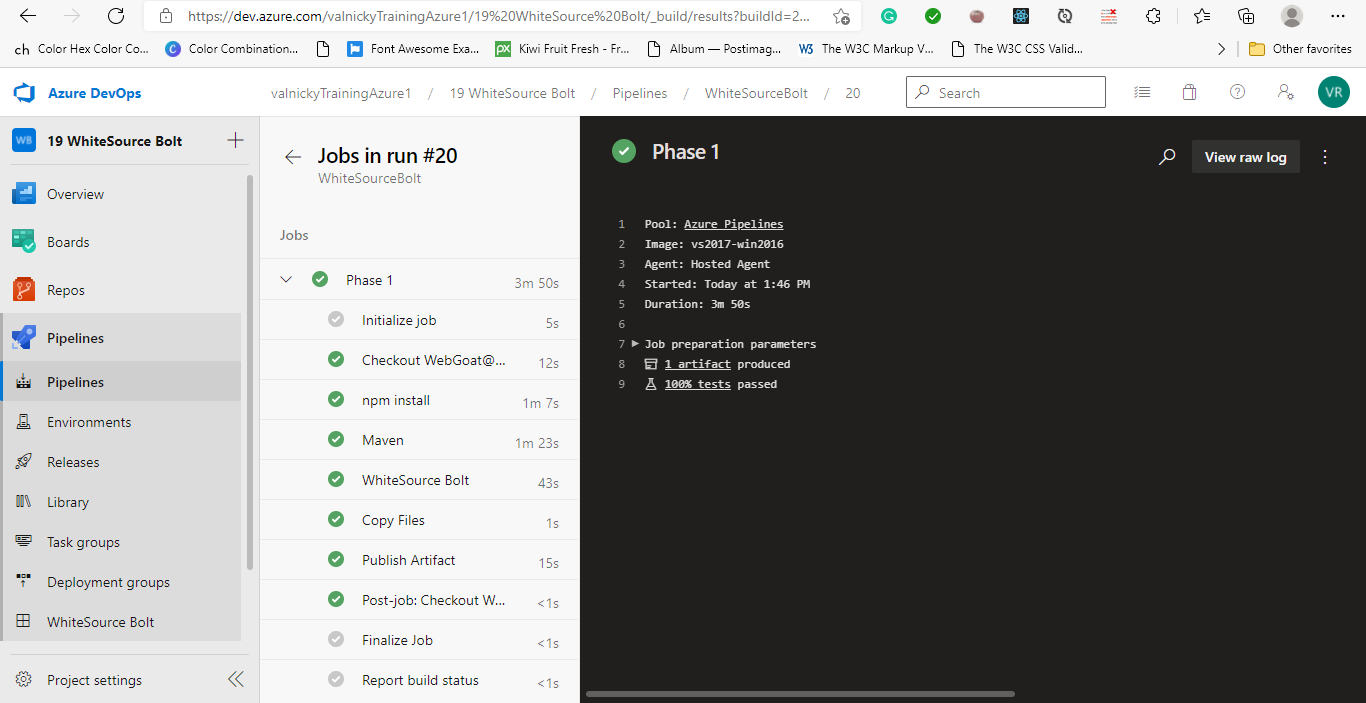 https://dev.azure.com/valnickyTrainingAzure1/19%20WhiteSource%20Bolt/_build/results?buildId=2...
ch Color Hex Color Co... C Color Combination... Font Awesome Exa... px Kiwi Fruit Fresh - Fr... Album — Postimag... W3 The W3C Markup V... The W3C CSS Valid... Other favorites
Azure DevOps valnickyTrainingAzure1 / 19 WhiteSource Bolt / Pipelines / WhiteSourceBolt / 20 Search VR
WB 19 WhiteSource Bolt
Overview
Boards
Repos
Pipelines
Pipelines
Environments
Releases
Library
Task groups
Deployment groups
WhiteSource Bolt
Project settings
Jobs in run #20
WhiteSourceBolt
Jobs
Phase 1 3m 50s
Initialize job 5s
Checkout WebGoat@... 12s
npm install 1m 7s
Maven 1m 23s
WhiteSource Bolt 43s
Copy Files 1s
Publish Artifact 15s
Post-job: Checkout W... <1s
Finalize Job <1s
Report build status <1s
Phase 1 View raw log
1 Pool: Azure Pipelines
2 Image: vs2017-win2016
3 Agent: Hosted Agent
4 Started: Today at 1:46 PM
5 Duration: 3m 50s
6
7 Job preparation parameters
8 1 artifact produced
9 100% tests passed